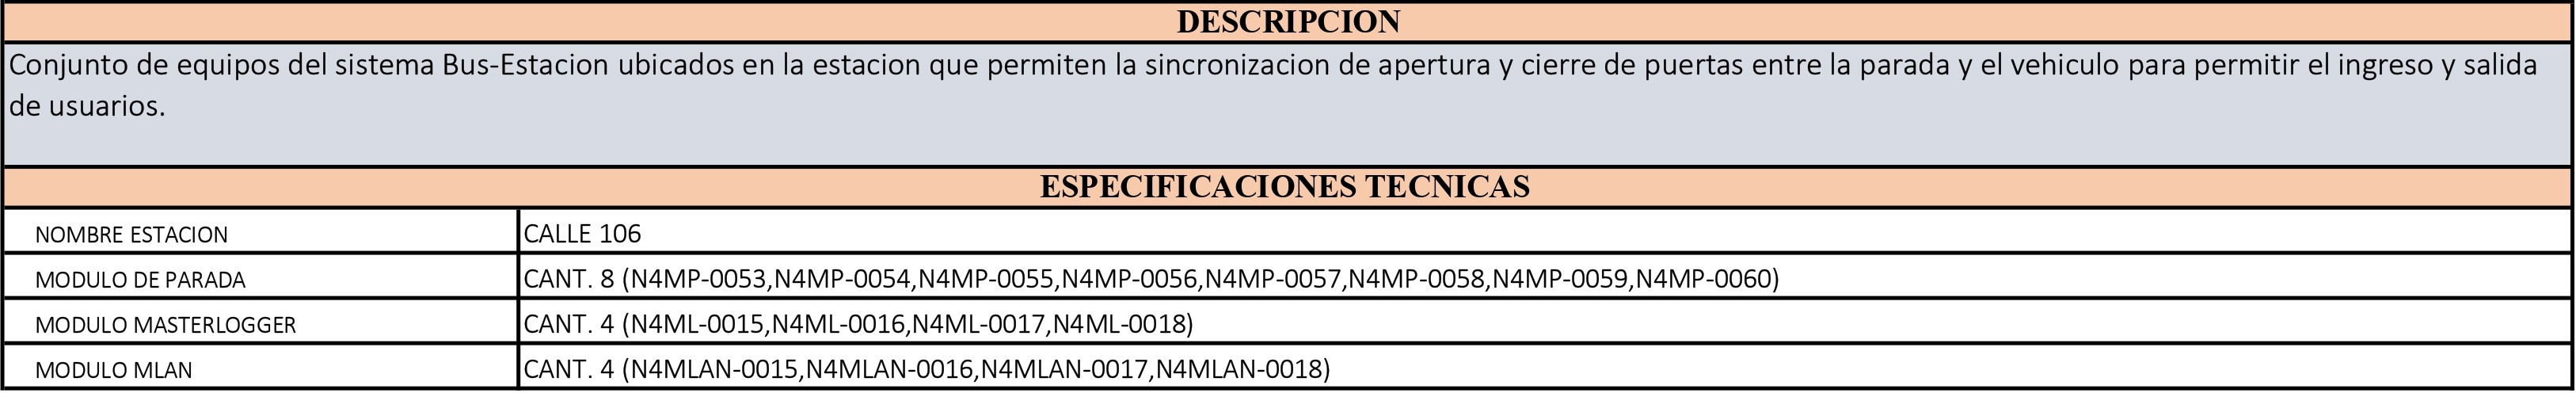 DESCRIPCION
Conjunto de equipos del sistema Bus-Estacion ubicados en la estacion que permiten la sincronizacion de apertura y cierre de puertas entre la parada y el vehiculo para permitir el ingreso y salida
de usuarios.
ESPECIFICACIONES TECNICAS
NOMBRE ESTACION CALLE 106
MODULO DE PARADA CANT. 8 (N4MP-0053,N4MP-0054,N4MP-0055,N4MP-0056,N4MP-0057,N4MP-0058,N4MP-0059,N4MP-0060)
MODULO MASTERLOGGER CANT. 4 (N4ML-0015,N4ML-0016,N4ML-0017,N4ML-0018)
MODULO MLAN CANT. 4 (N4MLAN-0015,N4MLAN-0016,N4MLAN-0017,N4MLAN-0018)